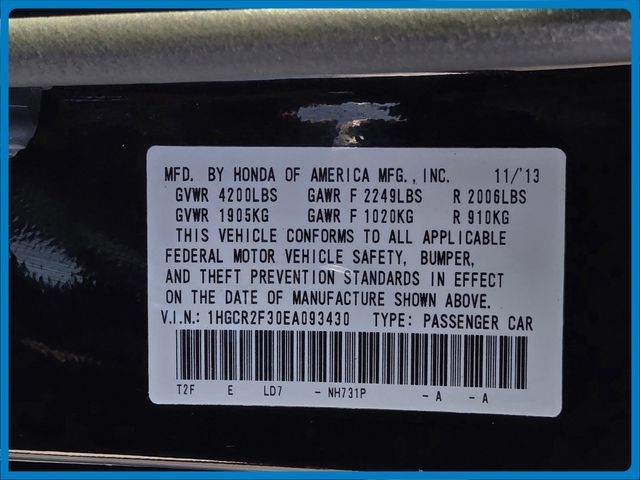 MFD. BY HONDA OF AMERICA MFG., INC. 11/'13
GVWR 4200LBS GAWR F 2249LBS R 2006LBS
GVWR 1905KG GAWR F 1020KG R 910KG
THIS VEHICLE CONFORMS TO ALL APPLICABLE
FEDERAL MOTOR VEHICLE SAFETY, BUMPER,
AND THEFT PREVENTION STANDARDS IN EFFECT
ON THE DATE OF MANUFACTURE SHOWN ABOVE.
V.I.N.: 1HGCR2F30EA093430 TYPE: PASSENGER CAR
T2F E LD7 - NH731P - A - A